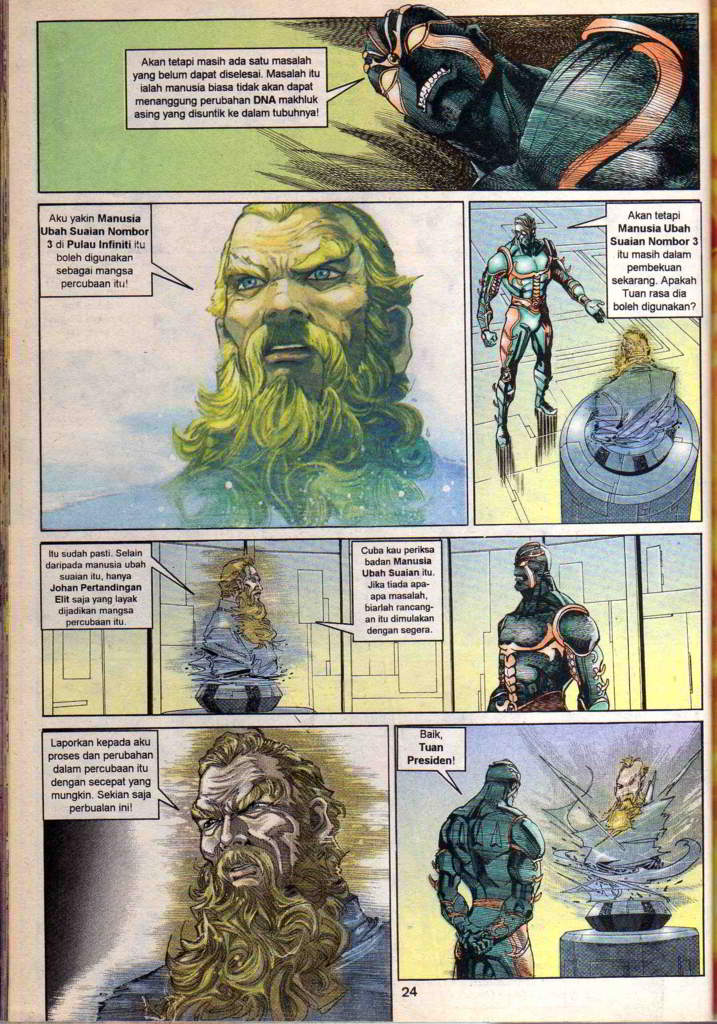 Akan tetapi masih ada satu masalah
yang belum dapat diselesai. Masalah itu
ialah manusia biasa tidak akan dapat
menanggung perubahan DNA makhluk
asing yang disuntik ke dalam tubuhnya!
Aku yakin Manusia
Ubah Suaian Nombor
3 di Pulau Infiniti itu
boleh digunakan
sebagai mangsa
percubaan itu!
Akan tetapi
Manusia Ubah
Suaian Nombor 3
itu masih dalam
pembekuan
sekarang. Apakah
Tuan rasa dia
boleh digunakan?
Itu sudah pasti. Selain
daripada manusia ubah
suaian itu, hanya
Johan Pertandingan
Elit saja yang layak
dijadikan mangsa
percubaan itu.
Cuba kau periksa
badan Manusia
Ubah Suaian itu.
Jika tiada apa-
apa masalah,
biarlah rancang-
an itu dimulakan
dengan segera.
Laporkan kepada aku
proses dan perubahan
dalam percubaan itu
dengan secepat yang
mungkin. Sekian saja
perbualan ini!
Baik,
Tuan
Presiden!
24